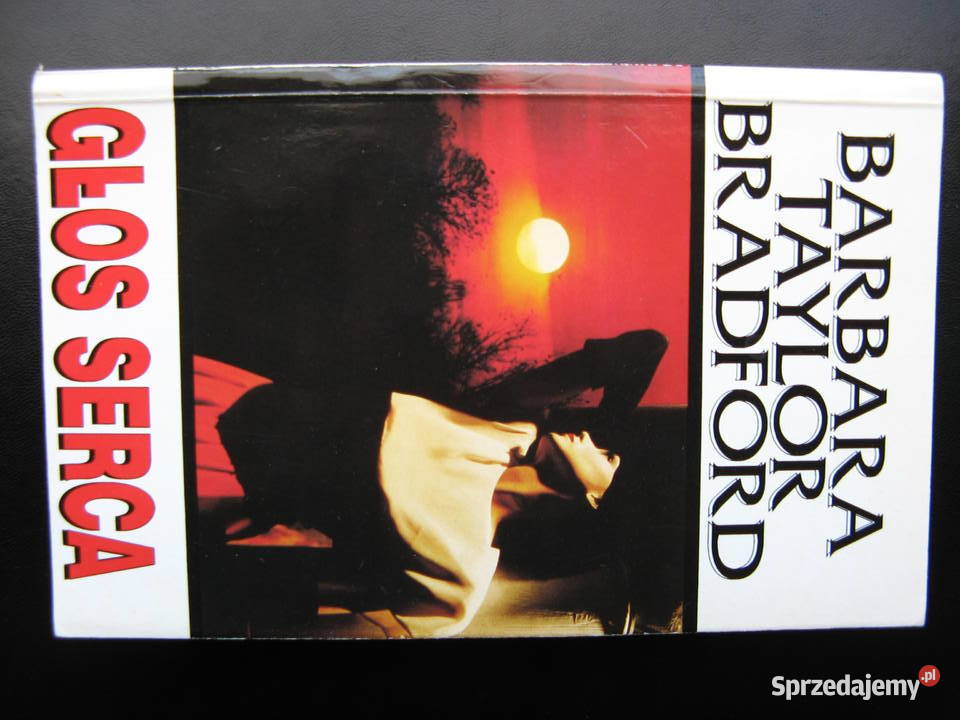 BARBARA
TAYLOR
BRADFORD
GŁOS SERCA
Sprzedajemy.pl